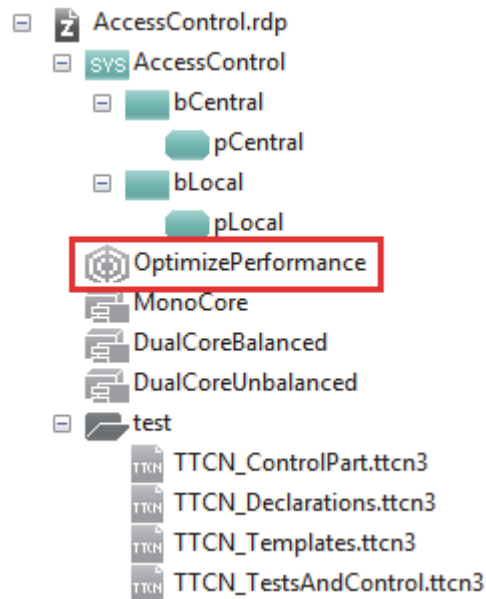 AccessControl.rdp
SYS AccessControl
bCentral
pCentral
bLocal
pLocal
OptimizePerformance
MonoCore
DualCoreBalanced
DualCoreUnbalanced
test
TTCN TTCN_ControlPart.ttcn3
TTCN TTCN_Declarations.ttcn3
TTCN TTCN_Templates.ttcn3
TTCN TTCN_TestsAndControl.ttcn3